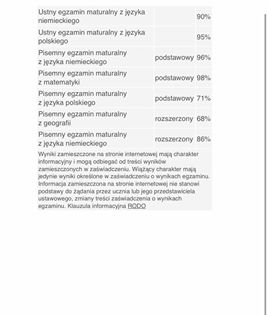 Ustny egzamin maturalny z języka
niemieckiego 90%
Ustny egzamin maturalny z języka
polskiego 95%
Pisemny egzamin maturalny
z języka niemieckiego podstawowy 96%
Pisemny egzamin maturalny
z matematyki podstawowy 98%
Pisemny egzamin maturalny
z języka polskiego podstawowy 71%
Pisemny egzamin maturalny
z geografii rozszerzony 68%
Pisemny egzamin maturalny
z języka niemieckiego rozszerzony 86%
Wyniki zamieszczone na stronie internetowej mają charakter
informacyjny i mogą odbiegać od treści wyników
zamieszczonych w zaświadczeniu. Wiążący charakter mają
jedynie wyniki określone w zaświadczeniu o wynikach egzaminu.
Informacja zamieszczona na stronie internetowej nie stanowi
podstawy do żądania przez ucznia lub jego przedstawiciela
ustawowego, zmiany treści zaświadczenia o wynikach
egzaminu. Klauzula informacyjna RODO